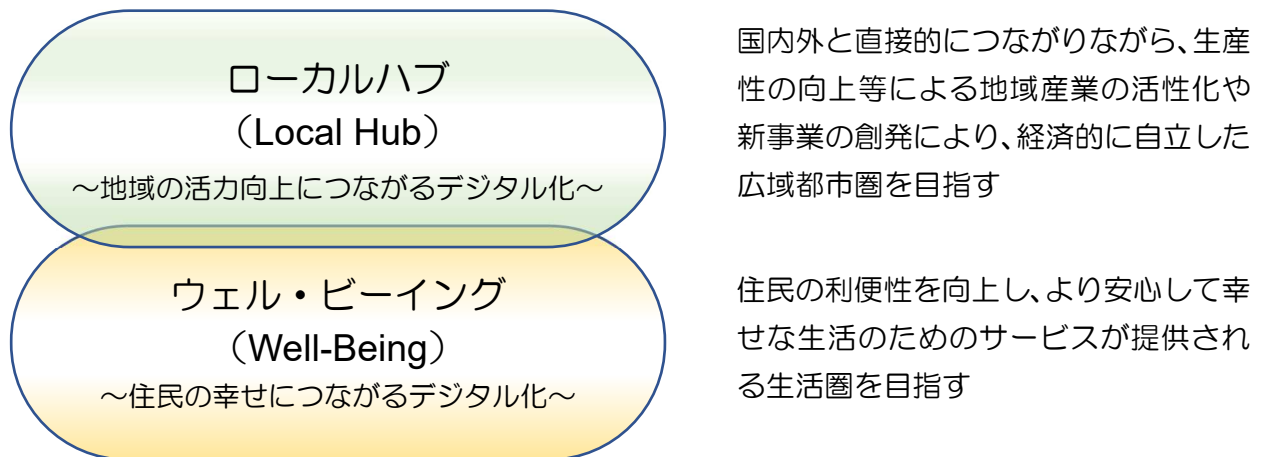 ローカルハブ
（Local Hub）
～地域の活力向上につながるデジタル化～
国内外と直接的につながりながら、生産
性の向上等による地域産業の活性化や
新事業の創発により、経済的に自立した
広域都市圏を目指す
ウェル・ビーイング
（Well-Being）
～住民の幸せにつながるデジタル化～
住民の利便性を向上し、より安心して幸
せな生活のためのサービスが提供され
る生活圏を目指す